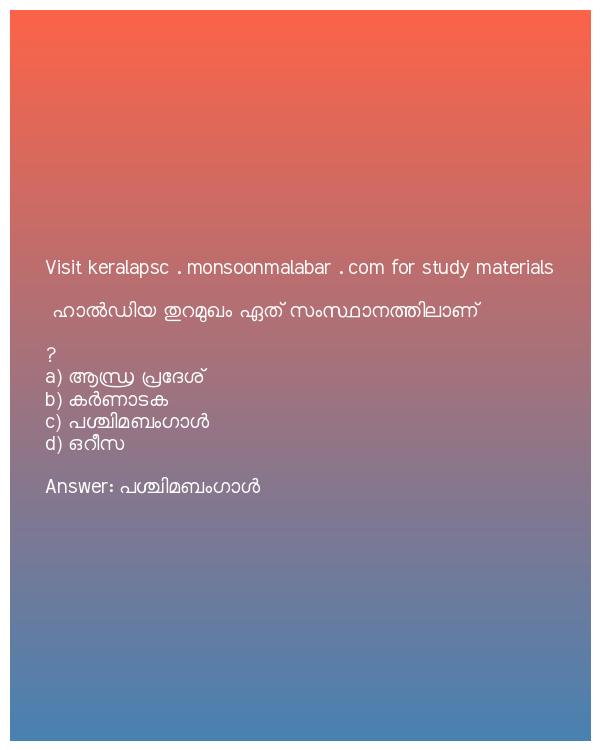 Visit keralapsc . monsoonmalabar . com for study materials
ഹാൽഡിയ തുറമുഖം ഏത് സംസ്ഥാനത്തിലാണ്
?
a) ആന്ധ്ര പ്രദേശ്
b) കർണാടക
c) പശ്ചിമബംഗാൾ
d) ഒറീസ
Answer: പശ്ചിമബംഗാൾ